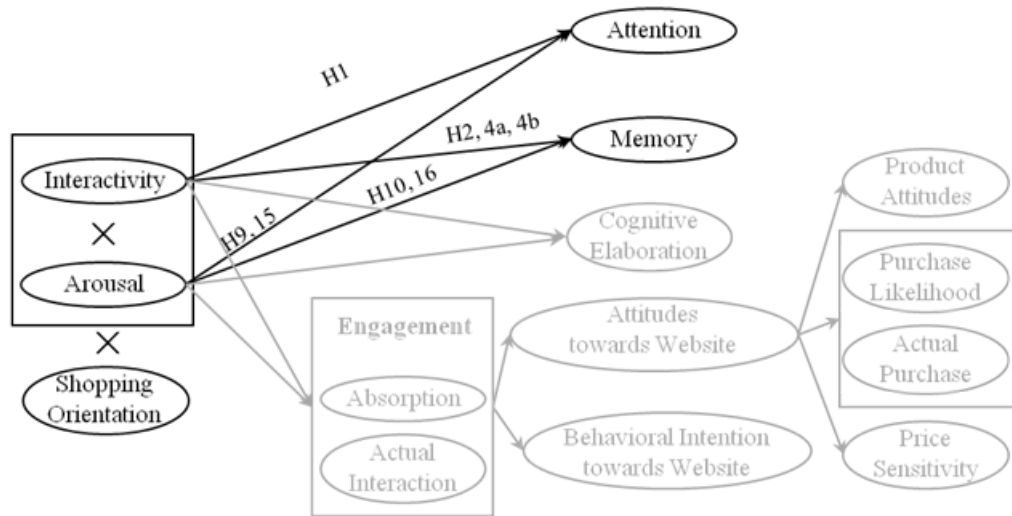 Attention
H1
H2, 4a, 4b
Memory
Interactivity
H10, 16
Product
Attitudes
×
H9, 15
Cognitive
Elaboration
Arousal
Purchase
Likelihood
Engagement
Attitudes
towards Website
×
Actual
Purchase
Shopping
Orientation
Absorption
Actual
Interaction
Behavioral Intention
towards Website
Price
Sensitivity